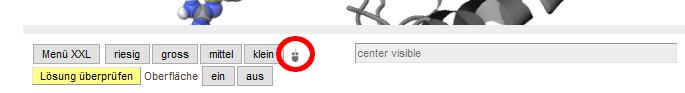 Menü XXL riesig gross mittel klein center visible
Lösung überprüfen Oberfläche ein aus